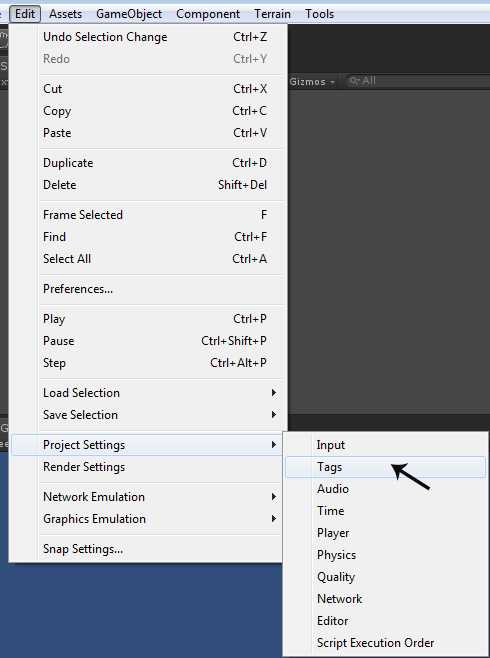 Edit Assets GameObject Component Terrain Tools
Undo Selection Change Ctrl+Z
Redo Ctrl+Y
Gizmos All
Cut Ctrl+X
Copy Ctrl+C
Paste Ctrl+V
Duplicate Ctrl+D
Delete Shift+Del
Frame Selected F
Find Ctrl+F
Select All Ctrl+A
Preferences...
Play Ctrl+P
Pause Ctrl+Shift+P
Step Ctrl+Alt+P
Load Selection
Save Selection
Project Settings
Render Settings
Network Emulation
Graphics Emulation
Snap Settings...
Input
Tags
Audio
Time
Player
Physics
Quality
Network
Editor
Script Execution Order